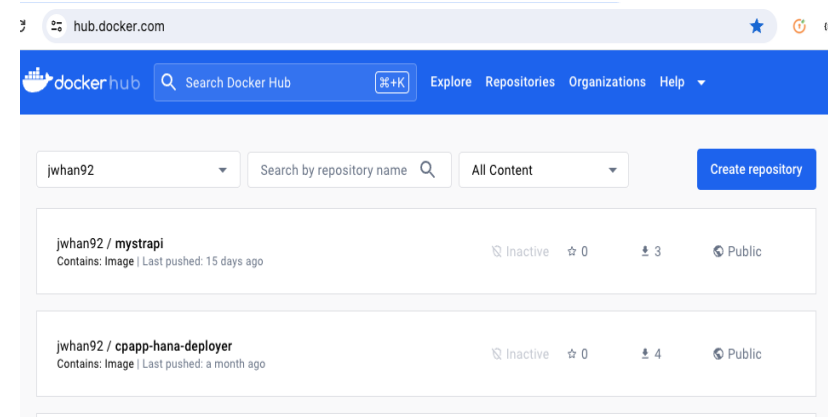 hub.docker.com
dockerhub Search Docker Hub ⌘+K Explore Repositories Organizations Help
jwhan92 Search by repository name All Content Create repository
jwhan92 / mystrapi
Contains: Image | Last pushed: 15 days ago
Inactive 0 3 Public
jwhan92 / cpapp-hana-deployer
Contains: Image | Last pushed: a month ago
Inactive 0 4 Public